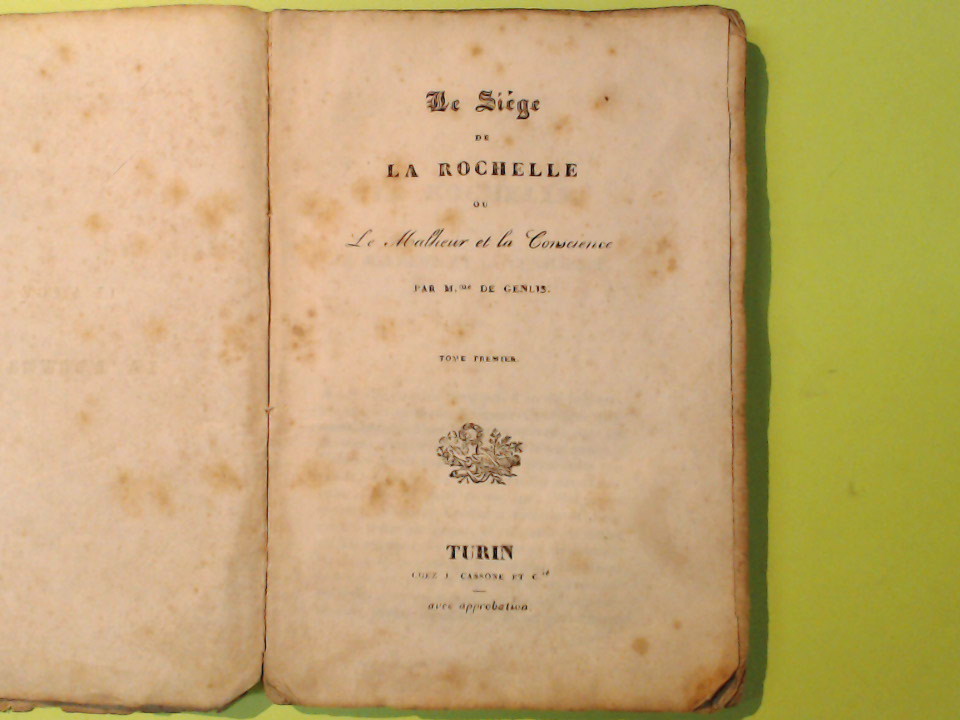 Le Siége
DE
LA ROCHELLE
OU
Le Malheur et la Conscience
PAR M.me DE GENLIS.
TOME PREMIER.
TURIN
CHEZ J. CASSONE ET C.ie
avec approbation.